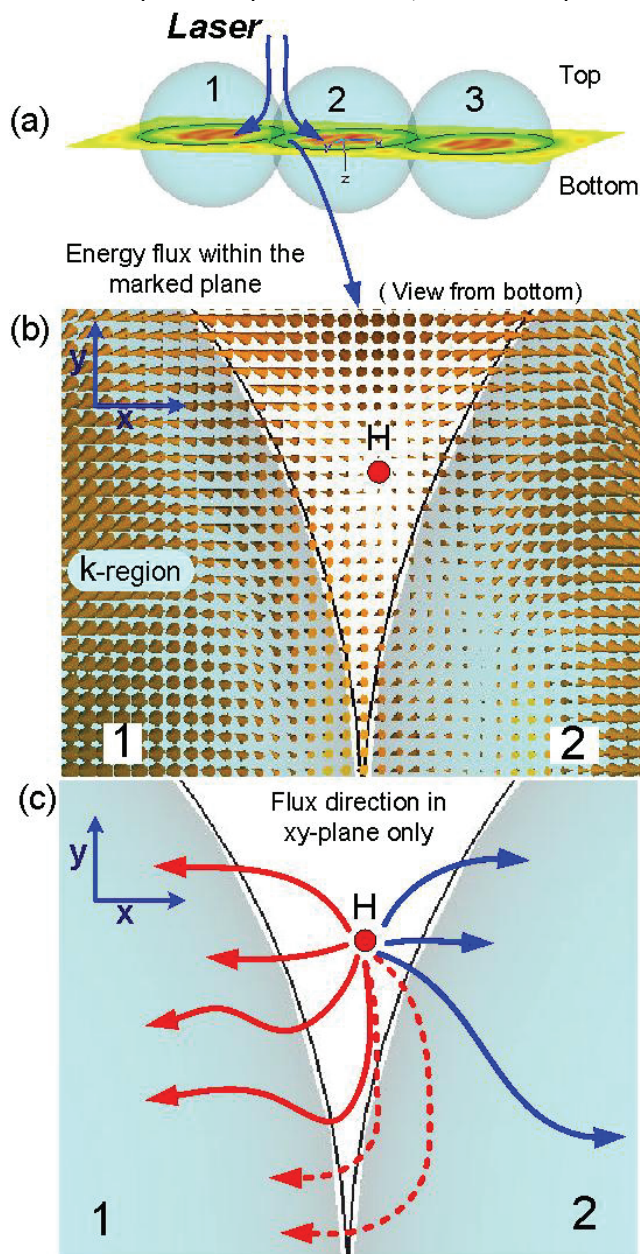 Laser
1
2
3
Top
(a)
y
x
z
Bottom
Energy flux within the
marked plane
( View from bottom)
(b)
y
x
H
k-region
1
2
(c)
Flux direction in
xy-plane only
y
x
H
1
2